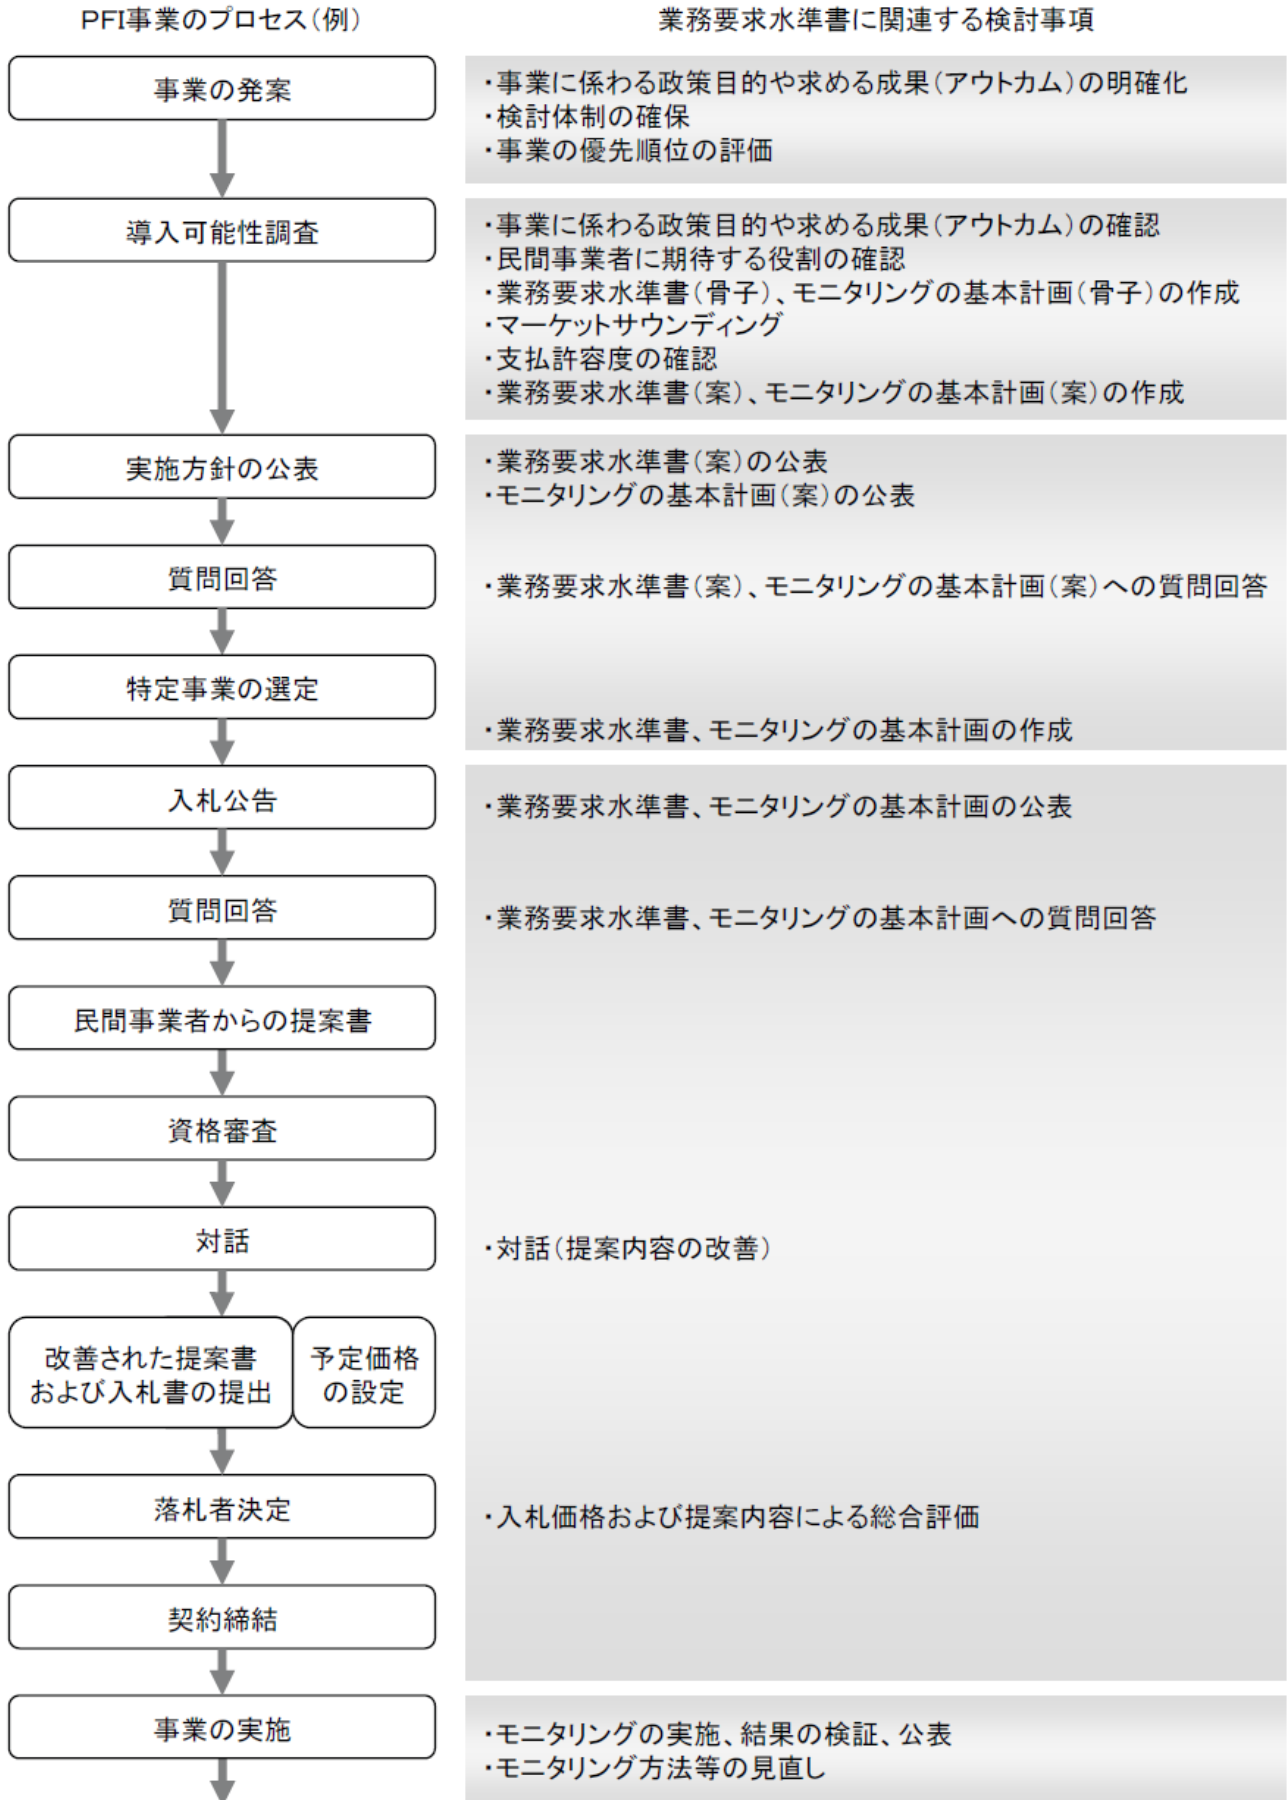 PFI事業のプロセス（例）
業務要求水準書に関連する検討事項
事業の発案
・事業に係わる政策目的や求める成果（アウトカム）の明確化
・検討体制の確保
・事業の優先順位の評価
導入可能性調査
・事業に係わる政策目的や求める成果（アウトカム）の確認
・民間事業者に期待する役割の確認
・業務要求水準書（骨子）、モニタリングの基本計画（骨子）の作成
・マーケットサウンディング
・支払許容度の確認
・業務要求水準書（案）、モニタリングの基本計画（案）の作成
実施方針の公表
・業務要求水準書（案）の公表
・モニタリングの基本計画（案）の公表
質問回答
・業務要求水準書（案）、モニタリングの基本計画（案）への質問回答
特定事業の選定
・業務要求水準書、モニタリングの基本計画の作成
入札公告
・業務要求水準書、モニタリングの基本計画の公表
質問回答
・業務要求水準書、モニタリングの基本計画への質問回答
民間事業者からの提案書
資格審査
対話
・対話（提案内容の改善）
改善された提案書
および入札書の提出
予定価格
の設定
落札者決定
・入札価格および提案内容による総合評価
契約締結
事業の実施
・モニタリングの実施、結果の検証、公表
・モニタリング方法等の見直し